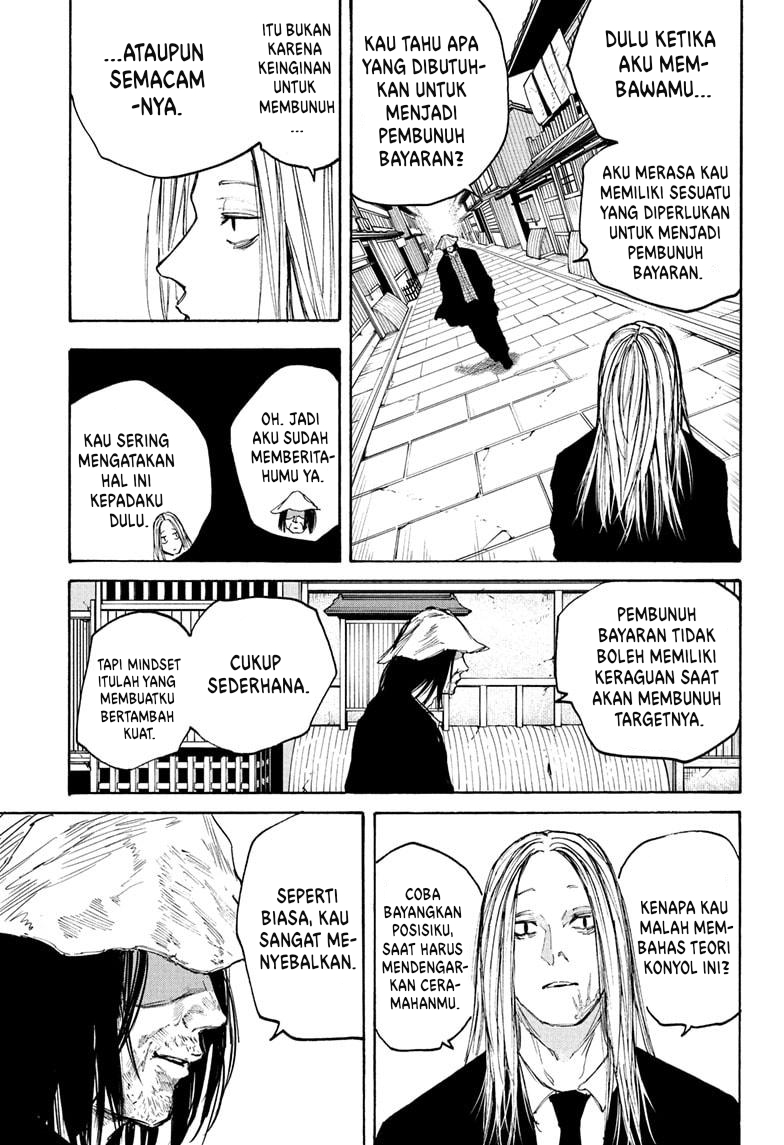 DULU KETIKA
AKU MEM-
BAWAMU...
AKU MERASA KAU
MEMILIKI SESUATU
YANG DIPERLUKAN
UNTUK MENJADI
PEMBUNUH
BAYARAN.
KAU TAHU APA
YANG DIBUTUH-
KAN UNTUK
MENJADI
PEMBUNUH
BAYARAN?
ITU BUKAN
KARENA
KEINGINAN
UNTUK
MEMBUNUH
...
...ATAUPUN
SEMACAM
-NYA.
OH. JADI
AKU SUDAH
MEMBERITA-
HUMU YA.
KAU SERING
MENGATAKAN
HAL INI
KEPADAKU
DULU.
PEMBUNUH
BAYARAN TIDAK
BOLEH MEMILIKI
KERAGUAN SAAT
AKAN MEMBUNUH
TARGETNYA.
CUKUP
SEDERHANA.
TAPI MINDSET
ITULAH YANG
MEMBUATKU
BERTAMBAH
KUAT.
KENAPA KAU
MALAH MEM-
BAHAS TEORI
KONYOL INI?
COBA
BAYANGKAN
POSISIKU,
SAAT HARUS
MENDENGAR-
KAN CERA-
MAHANMU.
SEPERTI
BIASA, KAU
SANGAT ME-
NYEBALKAN.